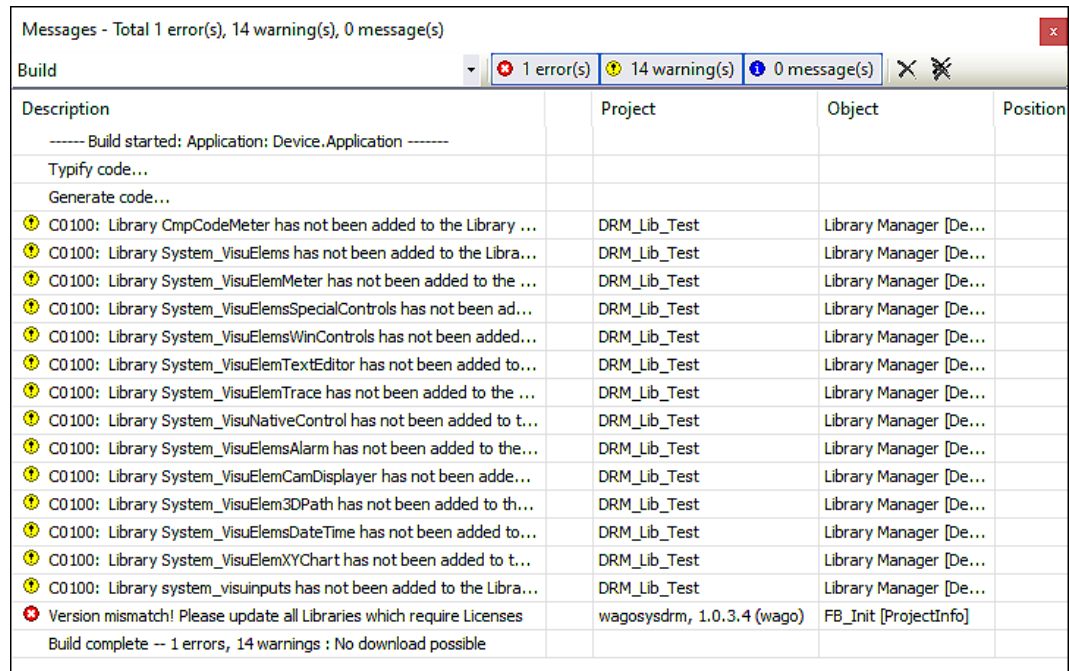 Messages - Total 1 error(s), 14 warning(s), 0 message(s)
x
Build 1 error(s) 14 warning(s) 0 message(s)
Description Project Object Position
------ Build started: Application: Device.Application -------
Typify code...
Generate code...
C0100: Library CmpCodeMeter has not been added to the Library ... DRM_Lib_Test Library Manager [De...
C0100: Library System_VisuElems has not been added to the Libra... DRM_Lib_Test Library Manager [De...
C0100: Library System_VisuElemMeter has not been added to the ... DRM_Lib_Test Library Manager [De...
C0100: Library System_VisuElemsSpecialControls has not been ad... DRM_Lib_Test Library Manager [De...
C0100: Library System_VisuElemsWinControls has not been added... DRM_Lib_Test Library Manager [De...
C0100: Library System_VisuElemTextEditor has not been added to... DRM_Lib_Test Library Manager [De...
C0100: Library System_VisuElemTrace has not been added to the ... DRM_Lib_Test Library Manager [De...
C0100: Library System_VisuNativeControl has not been added to t... DRM_Lib_Test Library Manager [De...
C0100: Library System_VisuElemsAlarm has not been added to the... DRM_Lib_Test Library Manager [De...
C0100: Library System_VisuElemCamDisplayer has not been adde... DRM_Lib_Test Library Manager [De...
C0100: Library System_VisuElem3DPath has not been added to th... DRM_Lib_Test Library Manager [De...
C0100: Library System_VisuElemsDateTime has not been added to... DRM_Lib_Test Library Manager [De...
C0100: Library System_VisuElemXYChart has not been added to t... DRM_Lib_Test Library Manager [De...
C0100: Library system_visuinputs has not been added to the Libra... DRM_Lib_Test Library Manager [De...
Version mismatch! Please update all Libraries which require Licenses wagosysdrm, 1.0.3.4 (wago) FB_Init [ProjectInfo]
Build complete -- 1 errors, 14 warnings : No download possible